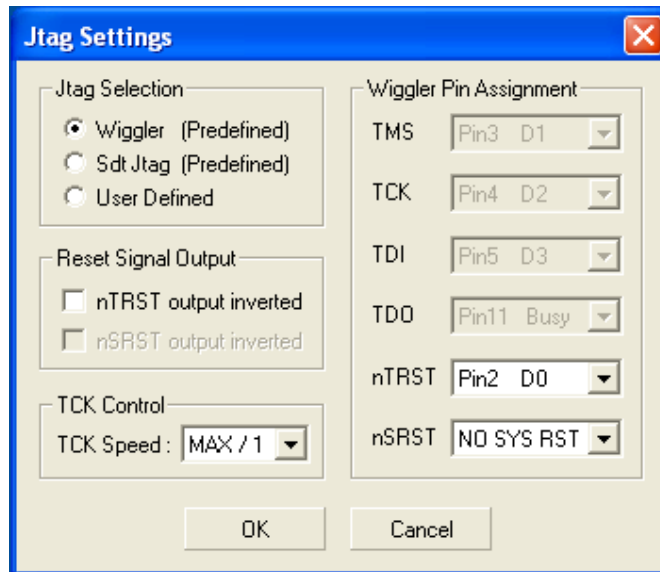 Jtag Settings
Jtag Selection
Wiggler (Predefined)
Sdt Jtag (Predefined)
User Defined
Reset Signal Output
nTRST output inverted
nSRST output inverted
TCK Control
TCK Speed : MAX / 1
Wiggler Pin Assignment
TMS Pin3 D1
TCK Pin4 D2
TDI Pin5 D3
TDO Pin11 Busy
nTRST Pin2 D0
nSRST NO SYS RST
OK Cancel